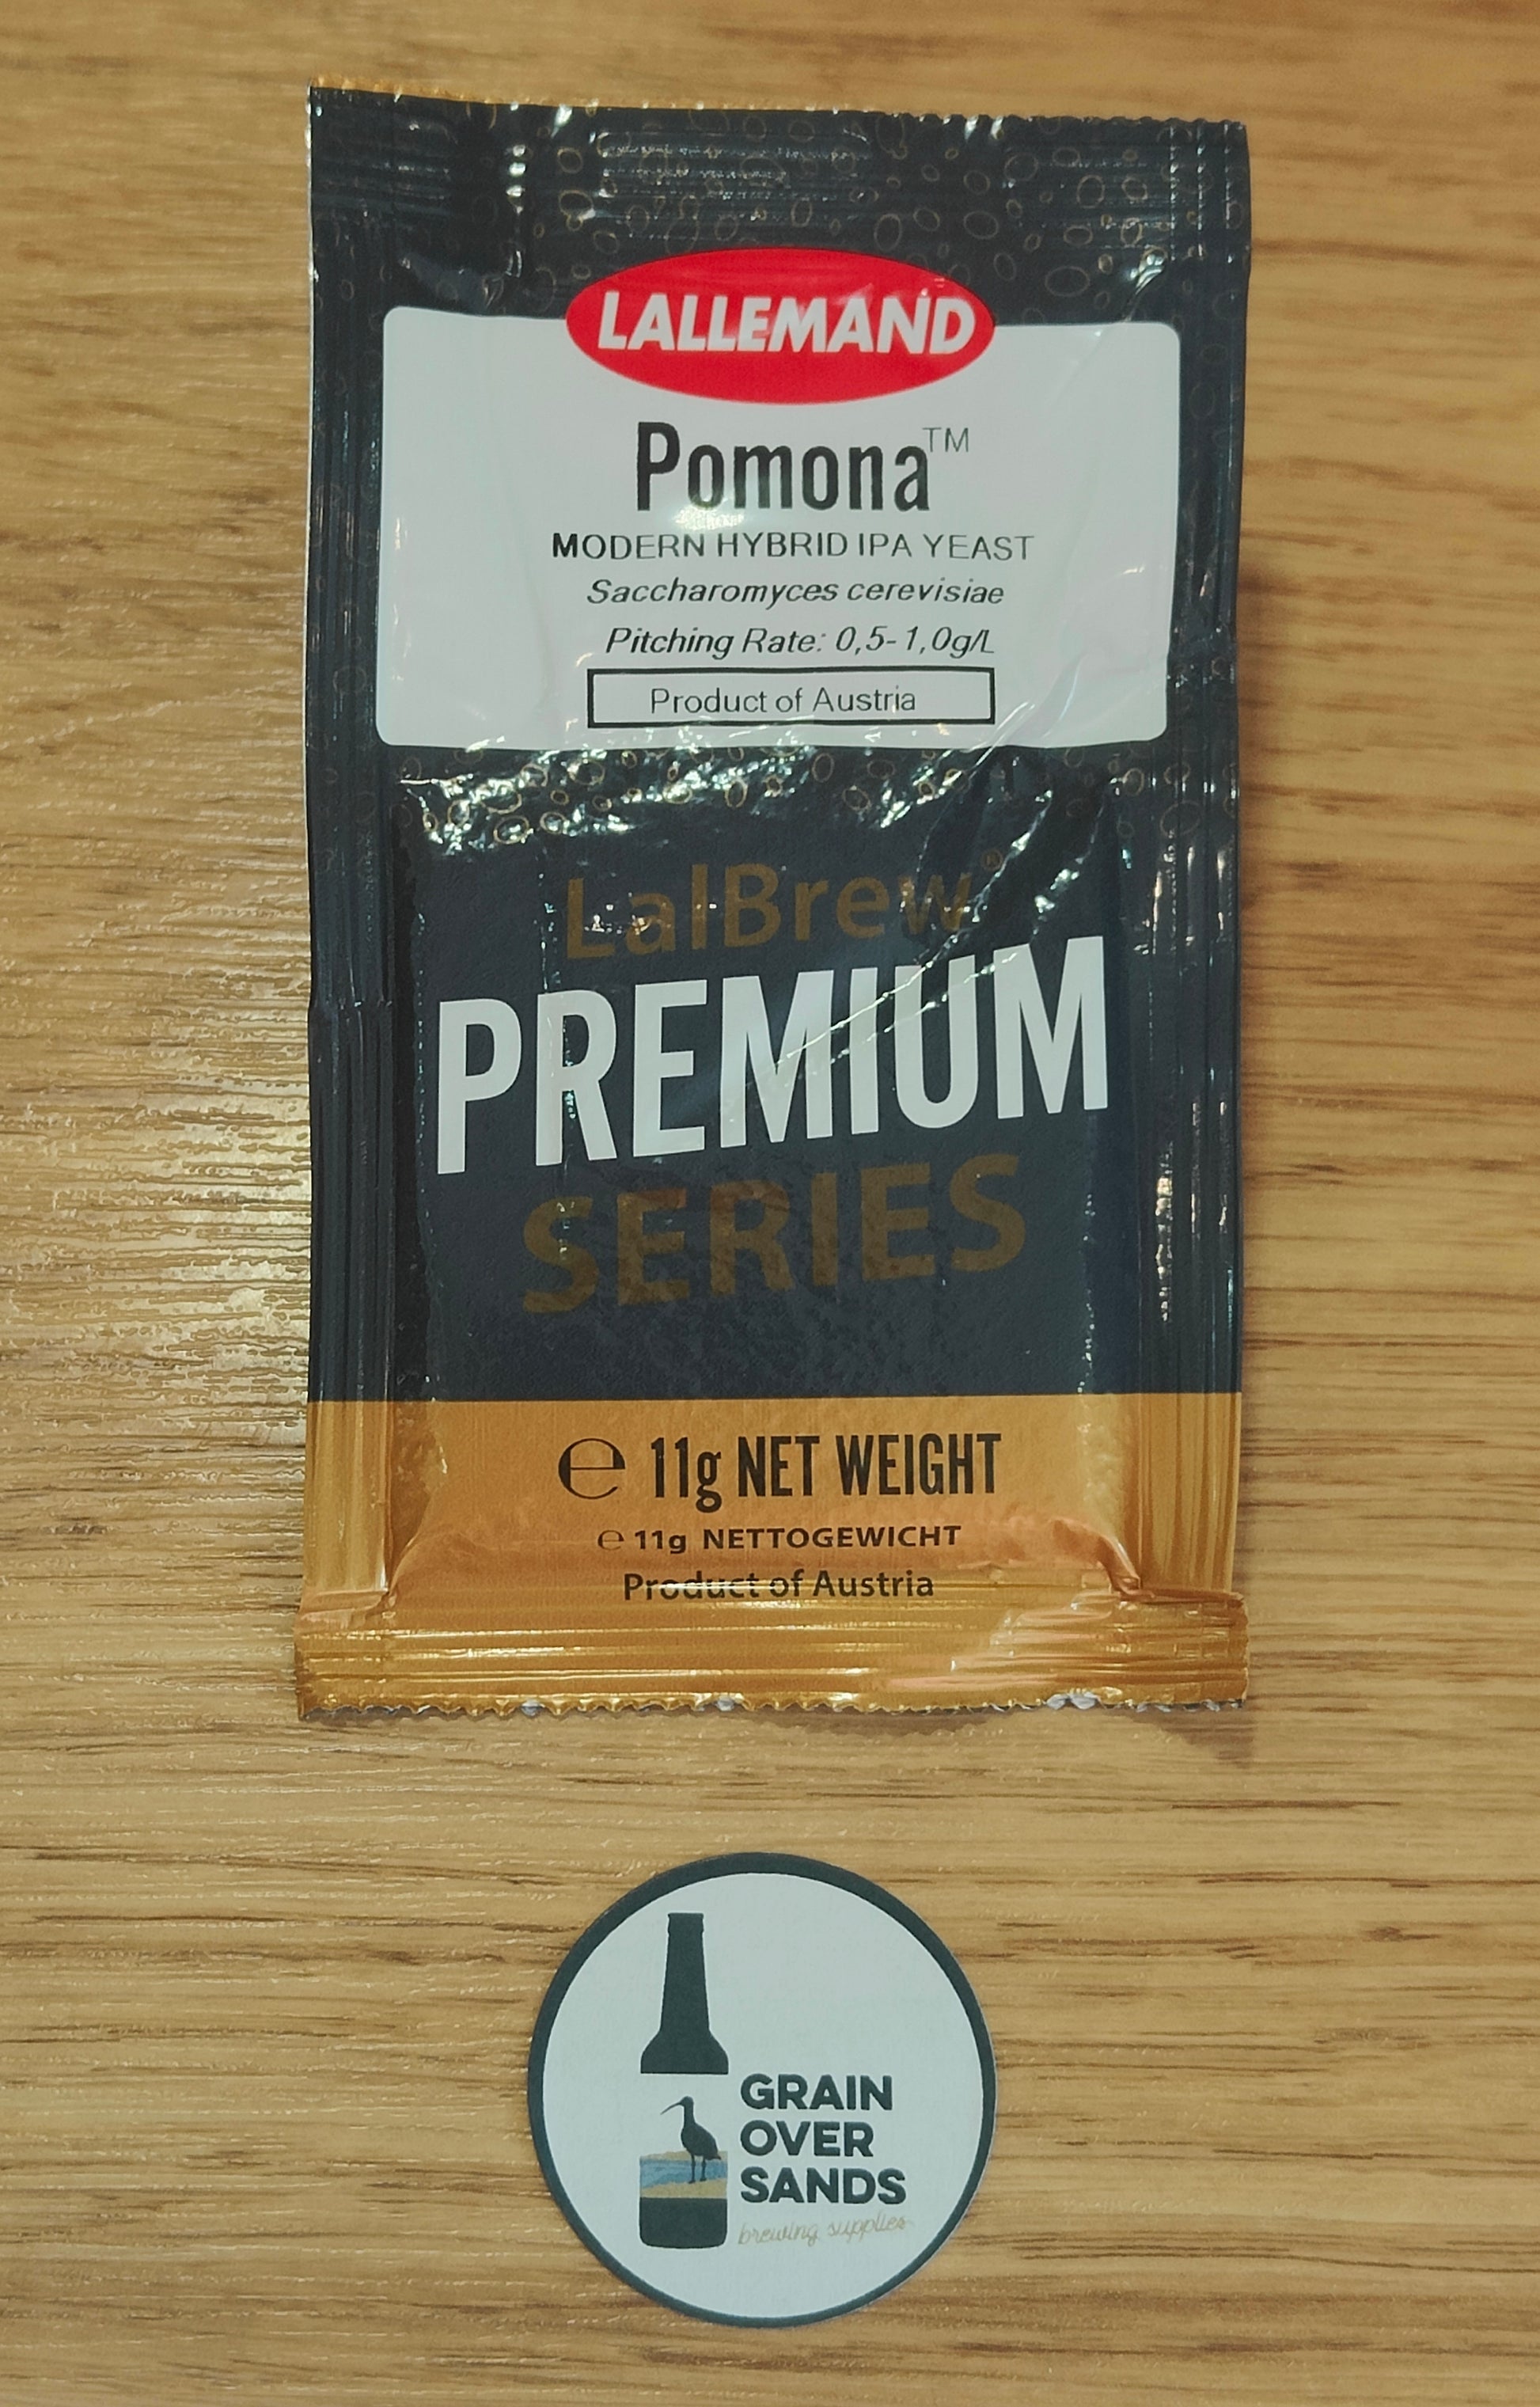 LALLEMAND
Pomona™
MODERN HYBRID IPA YEAST
Saccharomyces cerevisiae
Pitching Rate: 0,5-1,0g/L
Product of Austria
LalBrew®
PREMIUM
SERIES
℮ 11g NET WEIGHT
℮ 11g NETTOGEWICHT
Product of Austria
GRAIN
OVER
SANDS
brewing supplies